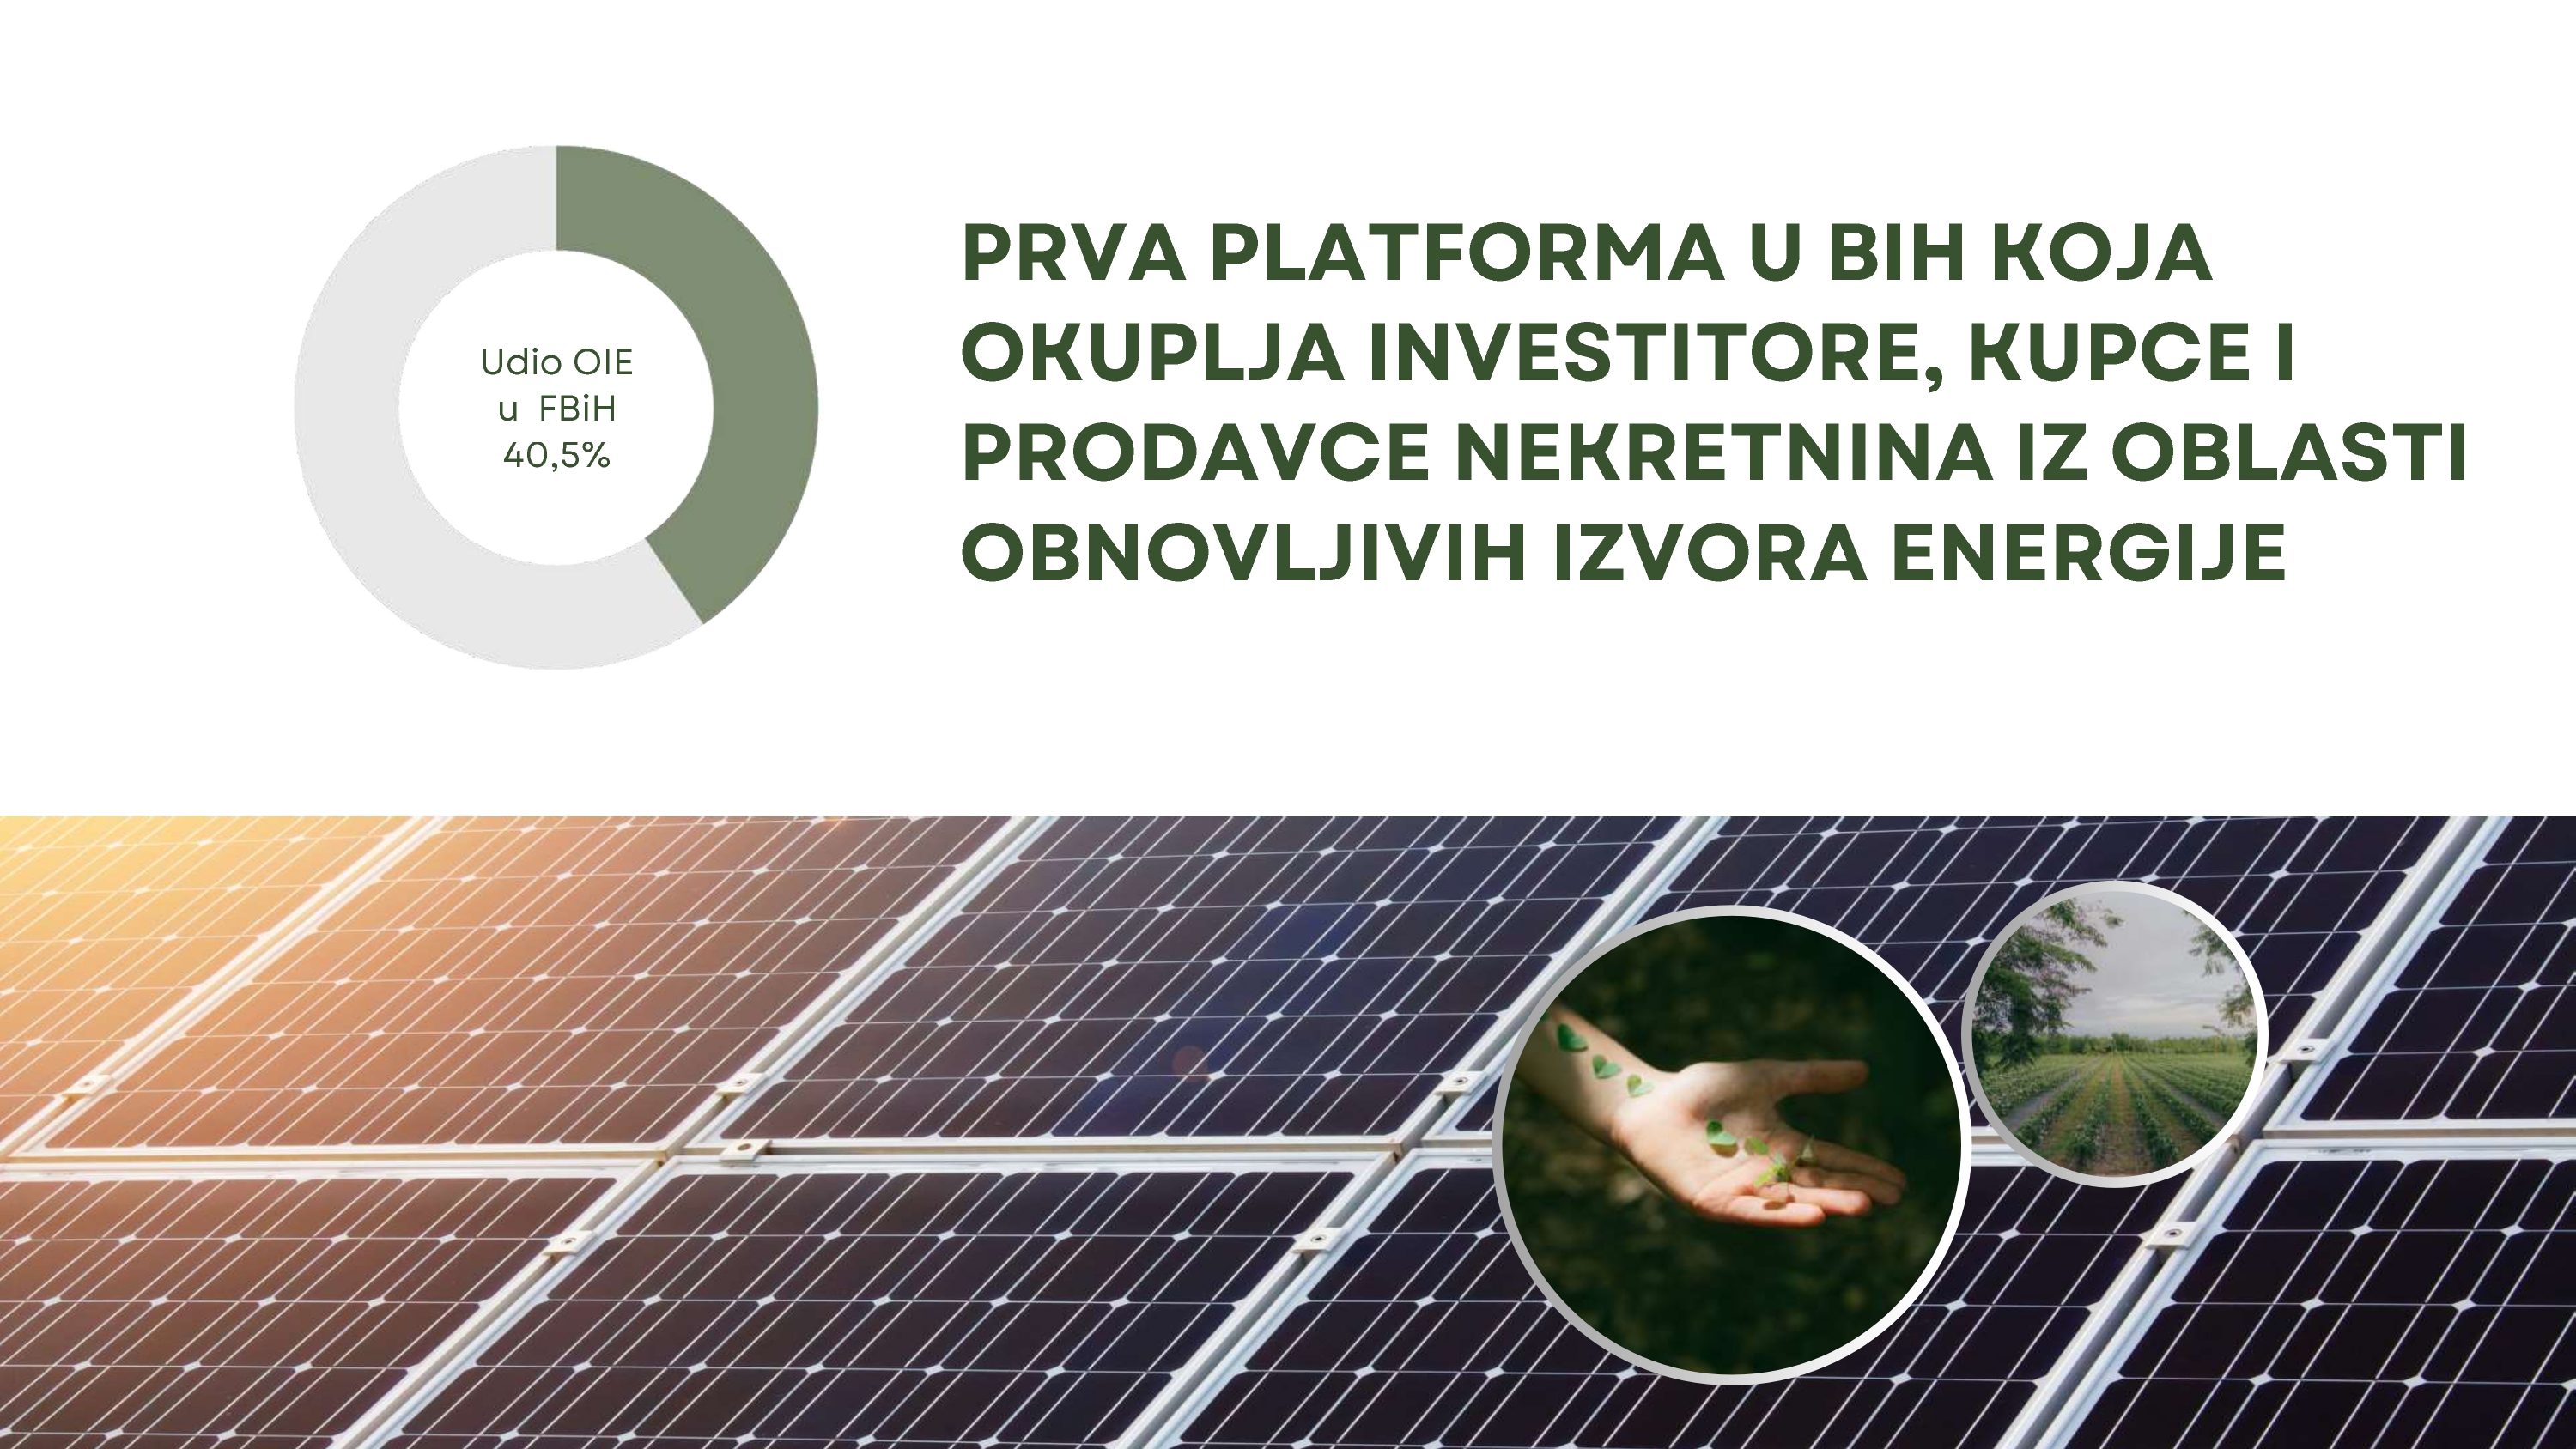 Udio OIE
u FBiH
40,5%
PRVA PLATFORMA U BIH KOJA
OKUPLJA INVESTITORE, KUPCE I
PRODAVCE NEKRETNINA IZ OBLASTI
OBNOVLJIVIH IZVORA ENERGIJE